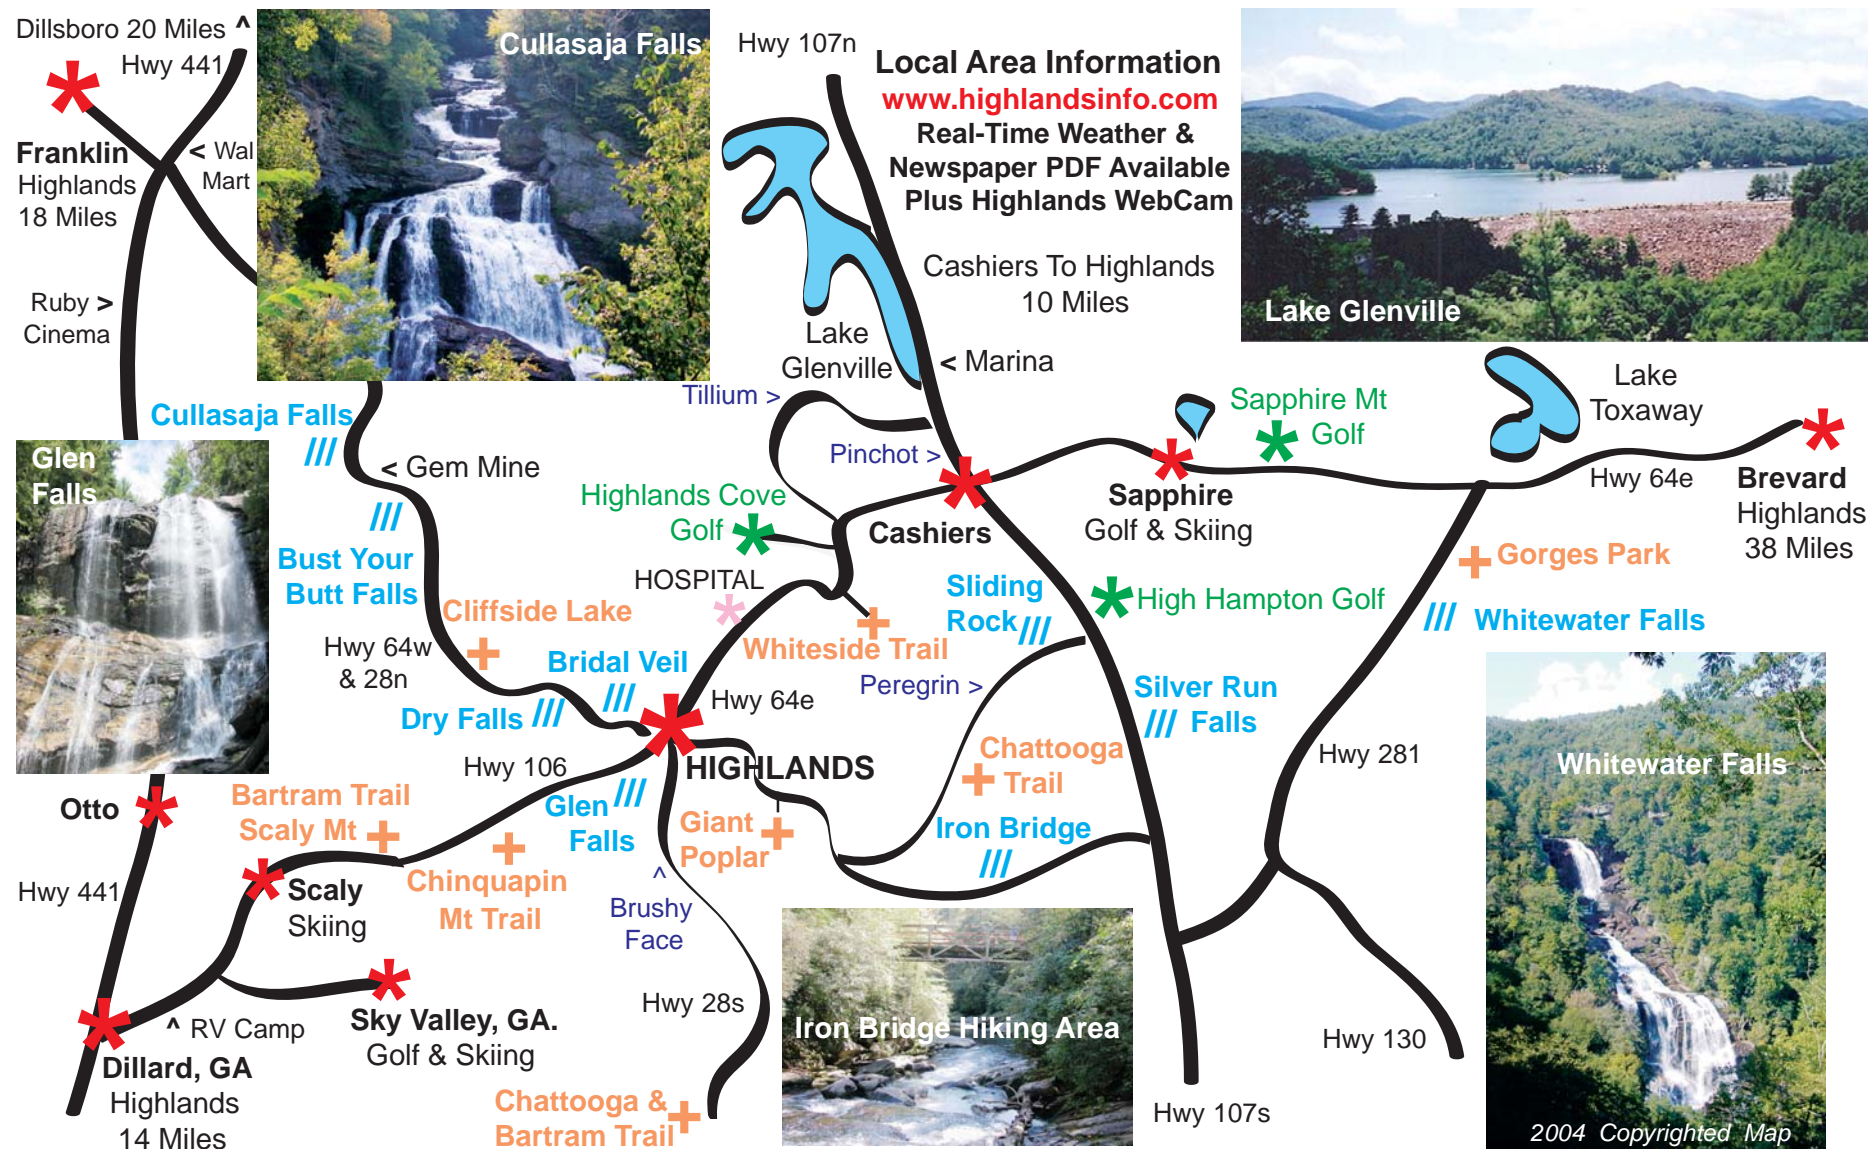 Dillsboro 20 Miles ^
Hwy 441
Franklin
Highlands
18 Miles
< Wal
Mart
Ruby >
Cinema
Cullasaja Falls
Hwy 107n
Local Area Information
www.highlandsinfo.com
Real-Time Weather &
Newspaper PDF Available
Plus Highlands WebCam
Cashiers To Highlands
10 Miles
Lake Glenville
Lake
Glenville
< Marina
Tillium >
Pinchot >
Sapphire Mt
Golf
Lake
Toxaway
Hwy 64e
Brevard
Highlands
38 Miles
Cullasaja Falls
< Gem Mine
Glen
Falls
Bust Your
Butt Falls
Highlands Cove
Golf
HOSPITAL
Cashiers
Sapphire
Golf & Skiing
Gorges Park
Whitewater Falls
High Hampton Golf
Sliding
Rock
Cliffside Lake
Hwy 64w
& 28n
Bridal Veil
Dry Falls
Whiteside Trail
Peregrin >
Hwy 64e
Silver Run
Falls
HIGHLANDS
Hwy 106
Glen
Falls
Chattooga
Trail
Iron Bridge
Giant
Poplar
Hwy 281
Whitewater Falls
Otto
Bartram Trail
Scaly Mt
Chinquapin
Mt Trail
Hwy 441
Scaly
Skiing
^
Brushy
Face
Hwy 28s
Iron Bridge Hiking Area
^ RV Camp
Sky Valley, GA.
Golf & Skiing
Dillard, GA
Highlands
14 Miles
Chattooga &
Bartram Trail
Hwy 107s
Hwy 130
2004 Copyrighted Map